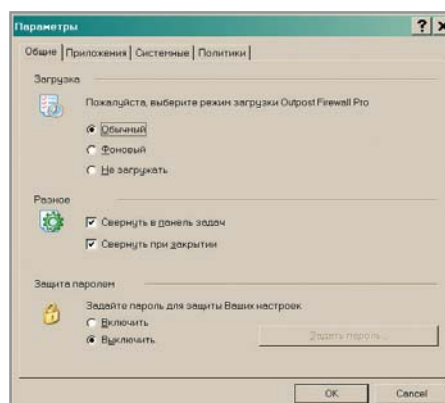 Параметры
Общие Приложения Системные Политики
Загрузка
Пожалуйста, выберите режим загрузки Outpost Firewall Pro
Обычный
Фоновый
Не загружать
Разное
Свернуть в панель задач
Свернуть при закрытии
Защита паролем
Задайте пароль для защиты Ваших настроек
Включить
Выключить
Задать пароль...
OK Cancel